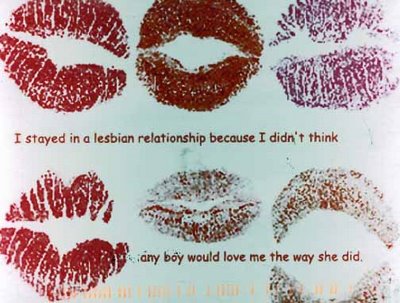 I stayed in a lesbian relationship because I didn't think
any boy would love me the way she did.